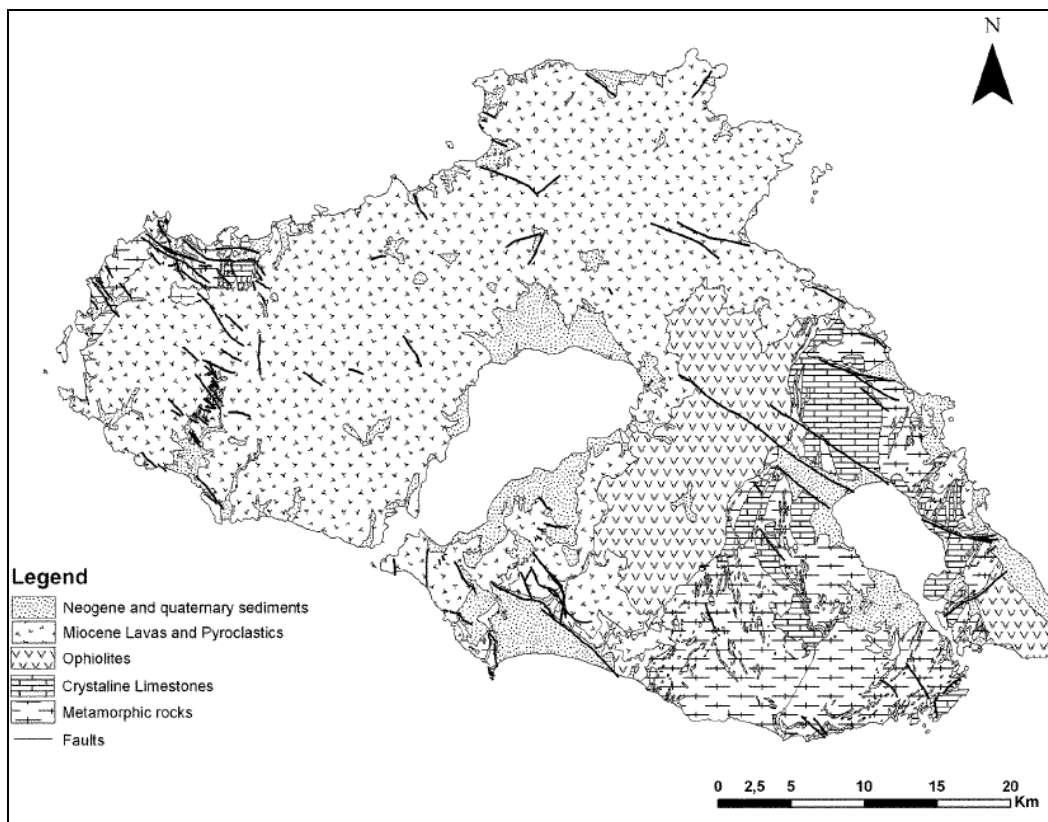 N
Legend
Neogene and quaternary sediments
Miocene Lavas and Pyroclastics
Ophiolites
Crystaline Limestones
Metamorphic rocks
Faults
0 2,5 5 10 15 20
Km